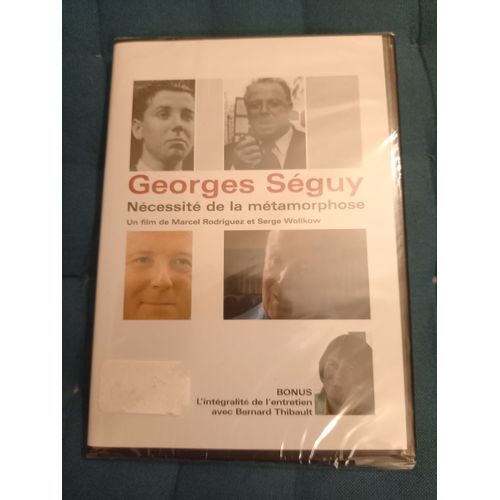 Georges Séguy
Nécessité de la métamorphose
Un film de Marcel Rodriguez et Serge Wolikow
BONUS
L'intégralité de l'entretien
avec Bernard Thibault